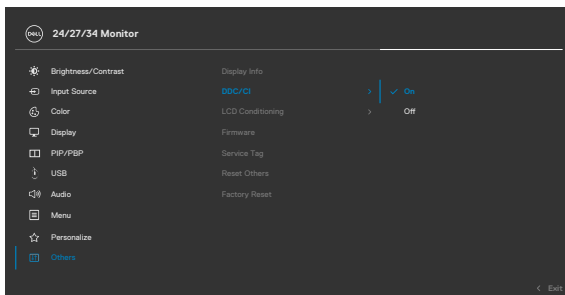 DELL 24/27/34 Monitor
Brightness/Contrast Display Info
Input Source DDC/CI > ✓ On
Color LCD Conditioning > Off
Display Firmware
PIP/PBP Service Tag
USB Reset Others
Audio Factory Reset
Menu
Personalize
Others
< Exit